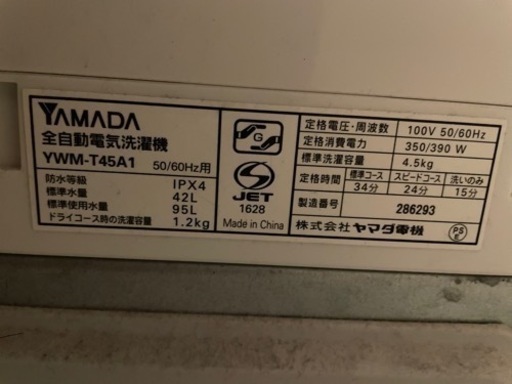 YAMADA
全自動電気洗濯機
YWM-T45A1 50/60Hz用
防水等級 IPX4
標準水量 42L
標準使用水量 95L
ドライコース時の洗濯容量 1.2kg
G
S
JET
1628
Made in China
定格電圧・周波数 100V 50/60Hz
定格消費電力 350/390 W
標準洗濯容量 4.5kg
定格時間 標準コース スピードコース 洗いのみ
34分 24分 15分
製造番号 286293
株式会社 ヤマダ電機 PSE